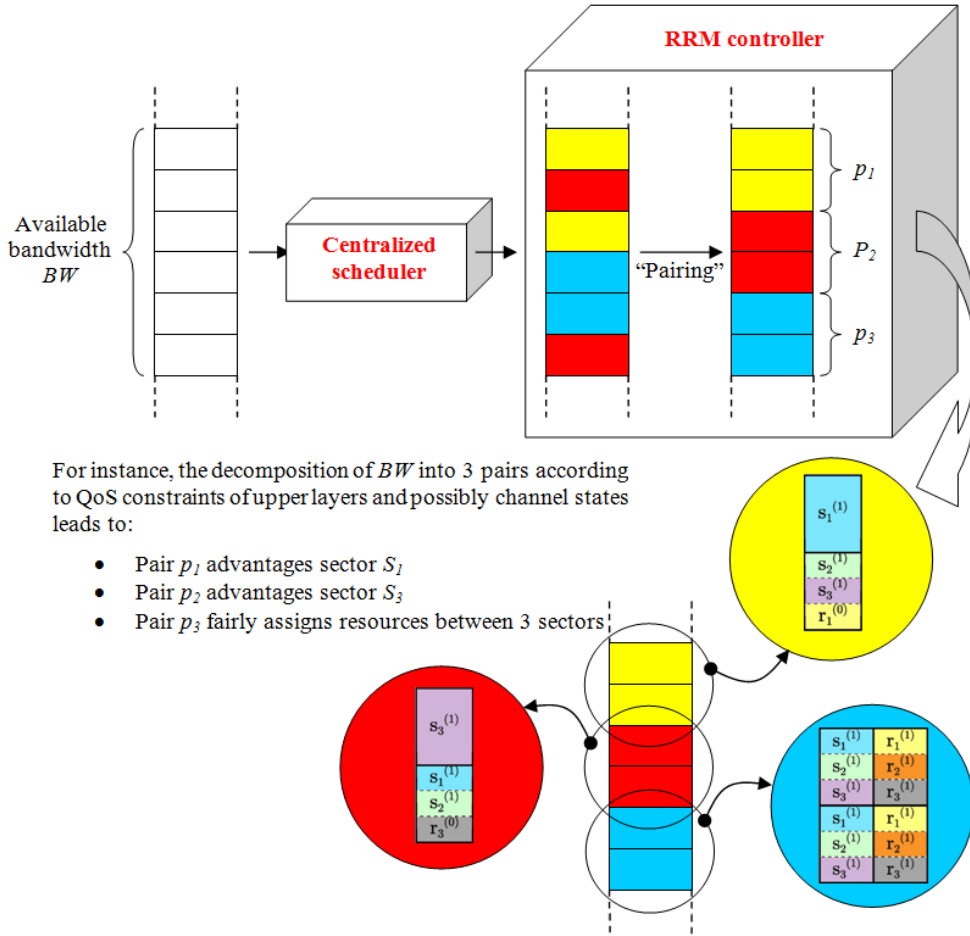 RRM controller
Available
bandwidth
BW
Centralized
scheduler
“Pairing”
p1
P2
p3
For instance, the decomposition of BW into 3 pairs according
to QoS constraints of upper layers and possibly channel states
leads to:
• Pair p1 advantages sector S1
• Pair p2 advantages sector S3
• Pair p3 fairly assigns resources between 3 sectors
s1(1)
s2(1)
s3(1)
r1(0)
s3(1)
s1(1)
s2(1)
r3(0)
s1(1) r1(1)
s2(1) r2(1)
s3(1) r3(1)
s1(1) r1(1)
s2(1) r2(1)
s3(1) r3(1)